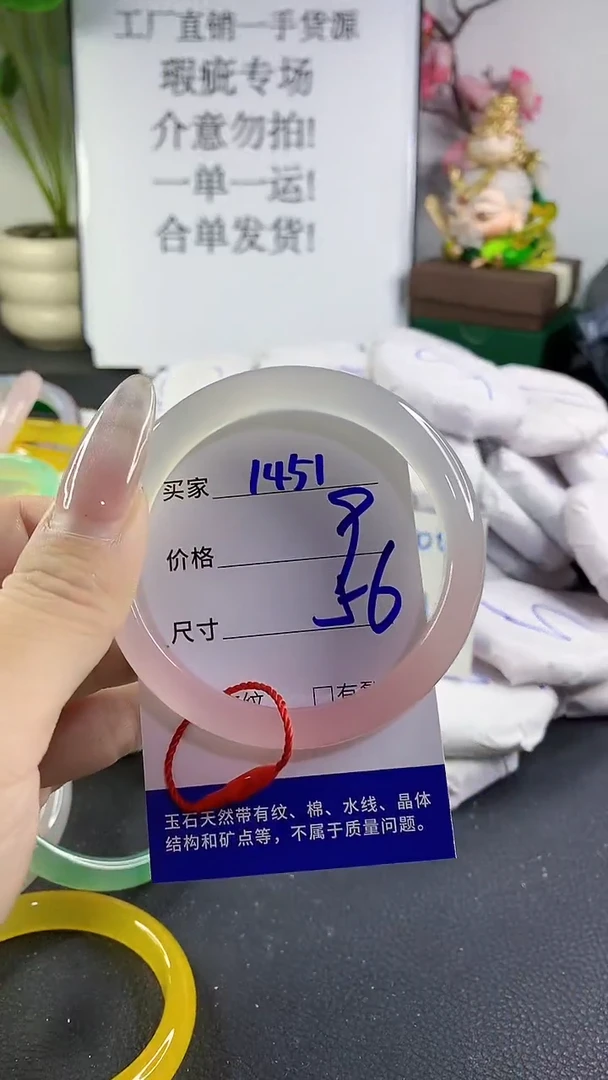 工厂直销一手货源
瑕疵专场
介意勿拍!
一单一运!
合单发货!
买家 1451
价格
尺寸 56
纹 □有裂
玉石天然带有纹、棉、水线、晶体
结构和矿点等，不属于质量问题。